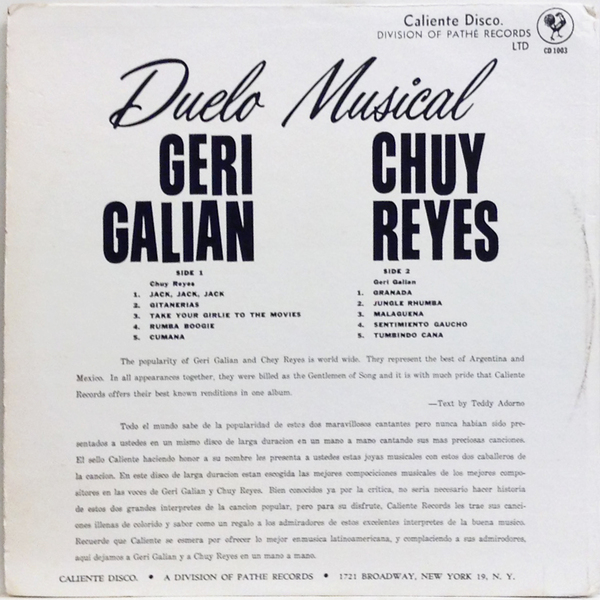 Caliente Disco.
DIVISION OF PATHÉ RECORDS
LTD
CD 1003
Duelo Musical
GERI
GALIAN
CHUY
REYES
SIDE 1
Chuy Reyes
1. JACK, JACK, JACK
2. GITANERIAS
3. TAKE YOUR GIRLIE TO THE MOVIES
4. RUMBA BOOGIE
5. CUMANA
SIDE 2
Geri Galian
1. GRANADA
2. JUNGLE RHUMBA
3. MALAGUENA
4. SENTIMIENTO GAUCHO
5. TUMBINDO CANA
The popularity of Geri Galian and Chey Reyes is world wide. They represent the best of Argentina and
Mexico. In all appearances together, they were billed as the Gentlemen of Song and it is with much pride that Caliente
Records offers their best known renditions in one album.
—Text by Teddy Adorno
Todo el mundo sabe de la popularidad de estos dos maravillosos cantantes pero nunca habian sido pre-
sentados a ustedes en un mismo disco de larga duracion en un mano a mano cantando sus mas preciosas canciones.
El sello Caliente haciendo honor a su nombre les presenta a ustedes estas joyas musicales con estos dos caballeros de
la cancion. En este disco de larga duracion estan escogida las mejores compociciones musicales de los mejores compo-
sitores en las voces de Geri Galian y Chuy Reyes. Bien conocidos ya por la critica, no seria necesario hacer historia
de estos dos grandes interpretes de la cancion popular, pero para su disfrute, Caliente Records les trae sus canci-
ones illenas de colorido y sabor como un regalo a los admiradores de estos excelentes interpretes de la buena musica.
Recuerde que Caliente se esmera por ofrecer lo mejor enmusica latinoamericana, y complaciendo a sus admirodores,
aqui dejamos a Geri Galian y a Chuy Reyes en un mano a mano.
CALIENTE DISCO. • A DIVISION OF PATHE RECORDS • 1721 BROADWAY, NEW YORK 19, N. Y.